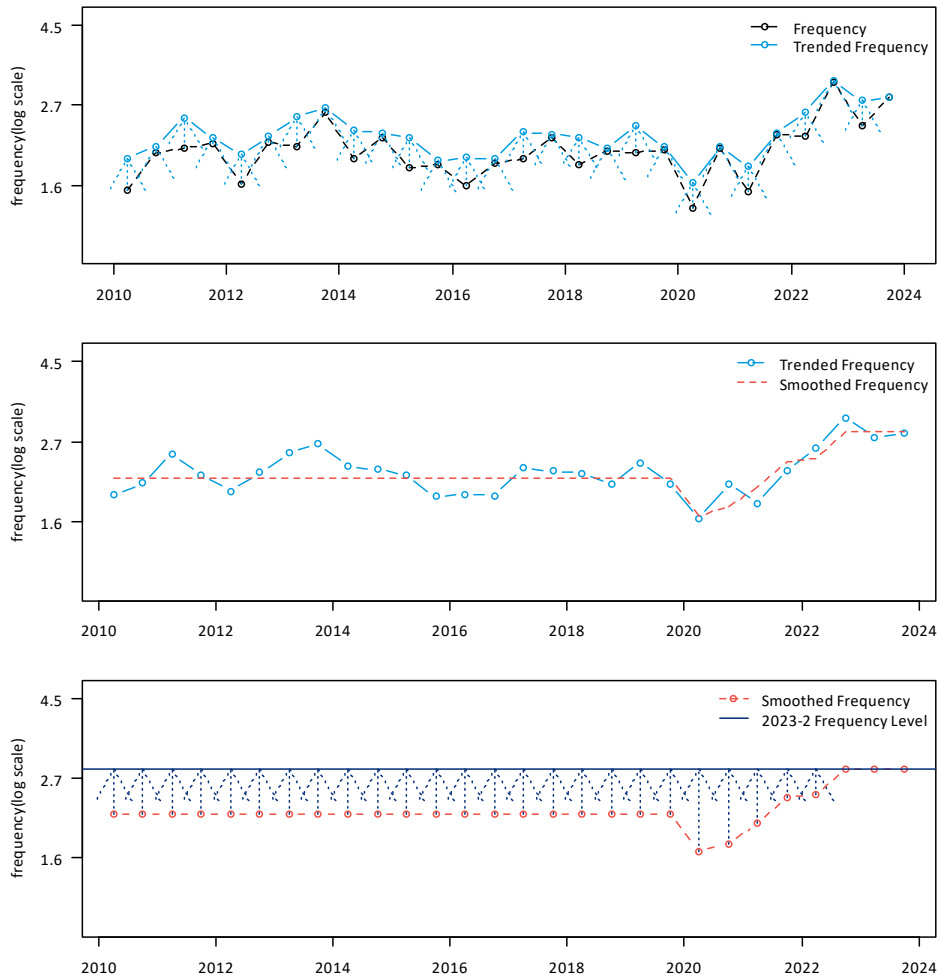 4.5
2.7
1.6
frequency(log scale)
Frequency
Trended Frequency
2010 2012 2014 2016 2018 2020 2022 2024
4.5
2.7
1.6
frequency(log scale)
Trended Frequency
Smoothed Frequency
2010 2012 2014 2016 2018 2020 2022 2024
4.5
2.7
1.6
frequency(log scale)
Smoothed Frequency
2023-2 Frequency Level
2010 2012 2014 2016 2018 2020 2022 2024